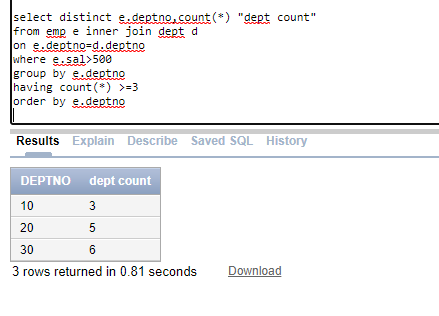 select distinct e.deptno,count(*) "dept count"
from emp e inner join dept d
on e.deptno=d.deptno
where e.sal>500
group by e.deptno
having count(*) >=3
order by e.deptno
Results Explain Describe Saved SQL History
DEPTNO dept count
10 3
20 5
30 6
3 rows returned in 0.81 seconds Download